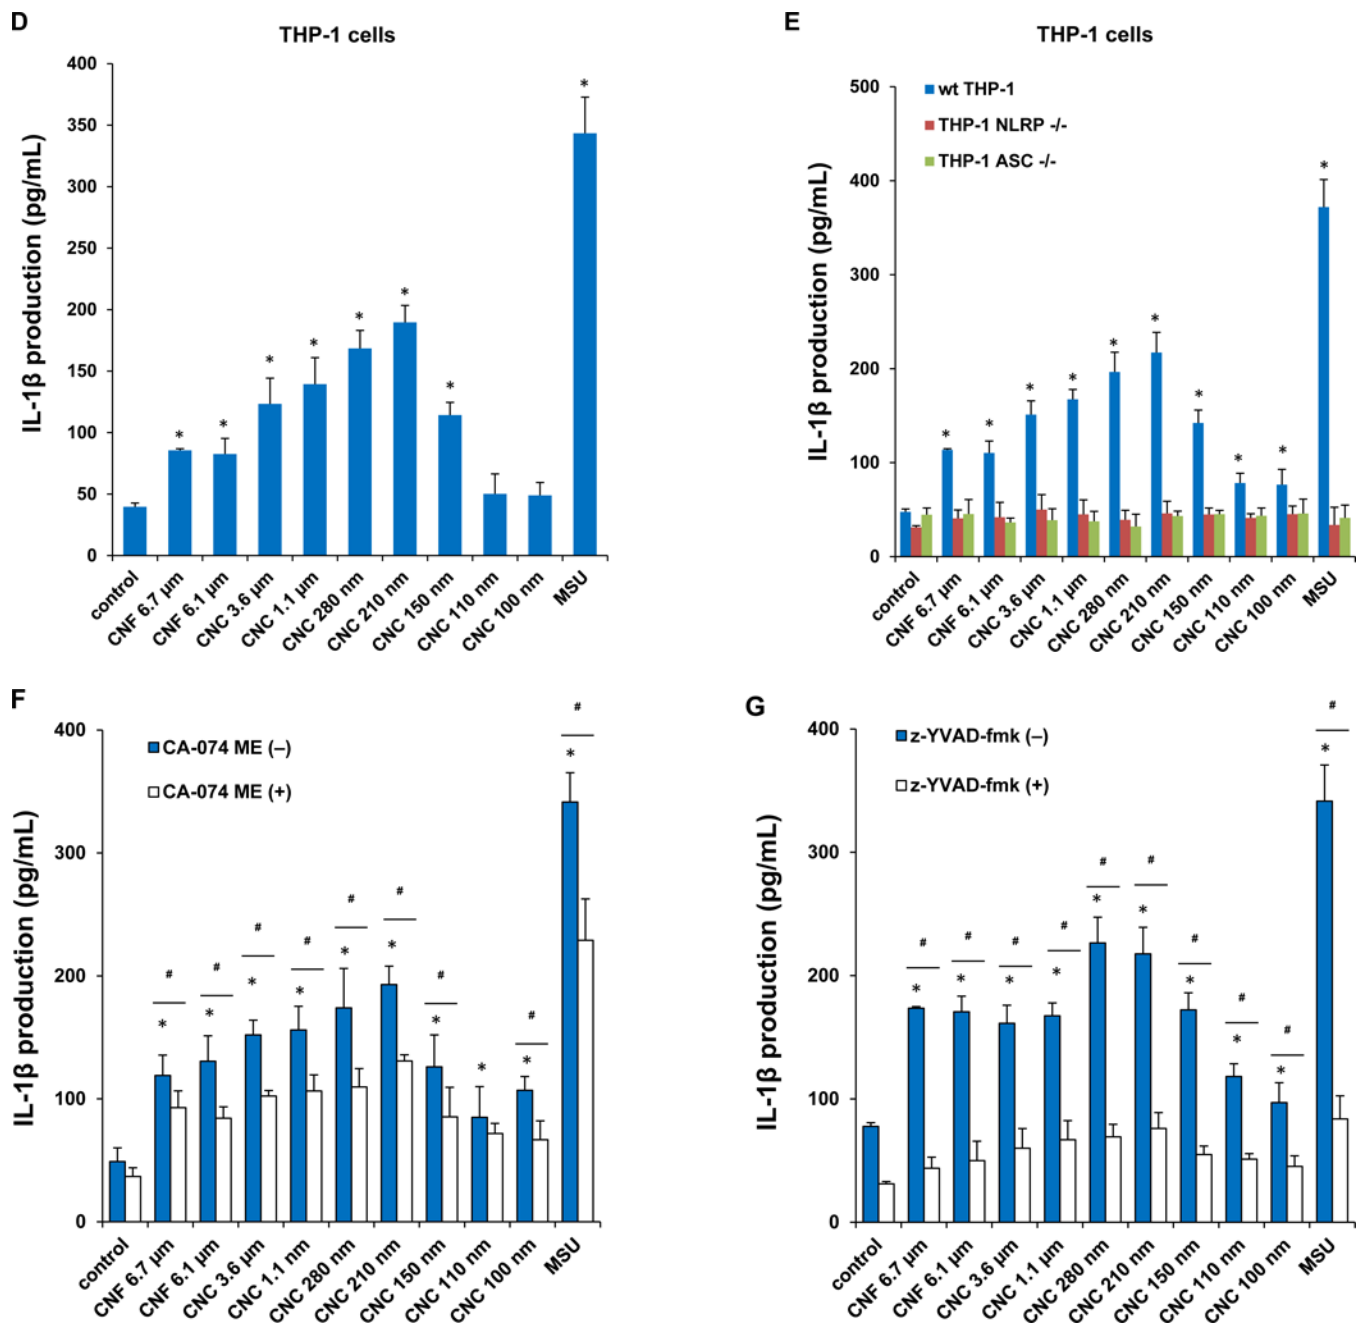 D
THP-1 cells
IL-1β production (pg/mL)
400
350
300
250
200
150
100
50
0
* * * * * * * *
control
CNF 6.7 μm
CNF 6.1 μm
CNC 3.6 μm
CNC 1.1 μm
CNC 280 nm
CNC 210 nm
CNC 150 nm
CNC 110 nm
CNC 100 nm
MSU
E
THP-1 cells
IL-1β production (pg/mL)
500
400
300
200
100
0
wt THP-1
THP-1 NLRP -/-
THP-1 ASC -/-
* * * * * * * * * *
control
CNF 6.7 μm
CNF 6.1 μm
CNC 3.6 μm
CNC 1.1 μm
CNC 280 nm
CNC 210 nm
CNC 150 nm
CNC 110 nm
CNC 100 nm
MSU
F
IL-1β production (pg/mL)
400
300
200
100
0
CA-074 ME (–)
CA-074 ME (+)
# # # # # # # # #
* * * * * * * * * *
control
CNF 6.7 μm
CNF 6.1 μm
CNC 3.6 μm
CNC 1.1 nm
CNC 280 nm
CNC 210 nm
CNC 150 nm
CNC 110 nm
CNC 100 nm
MSU
G
IL-1β production (pg/mL)
400
300
200
100
0
z-YVAD-fmk (–)
z-YVAD-fmk (+)
# # # # # # # # # #
* * * * * * * * * *
control
CNF 6.7 μm
CNF 6.1 μm
CNC 3.6 μm
CNC 1.1 μm
CNC 280 nm
CNC 210 nm
CNC 150 nm
CNC 110 nm
CNC 100 nm
MSU